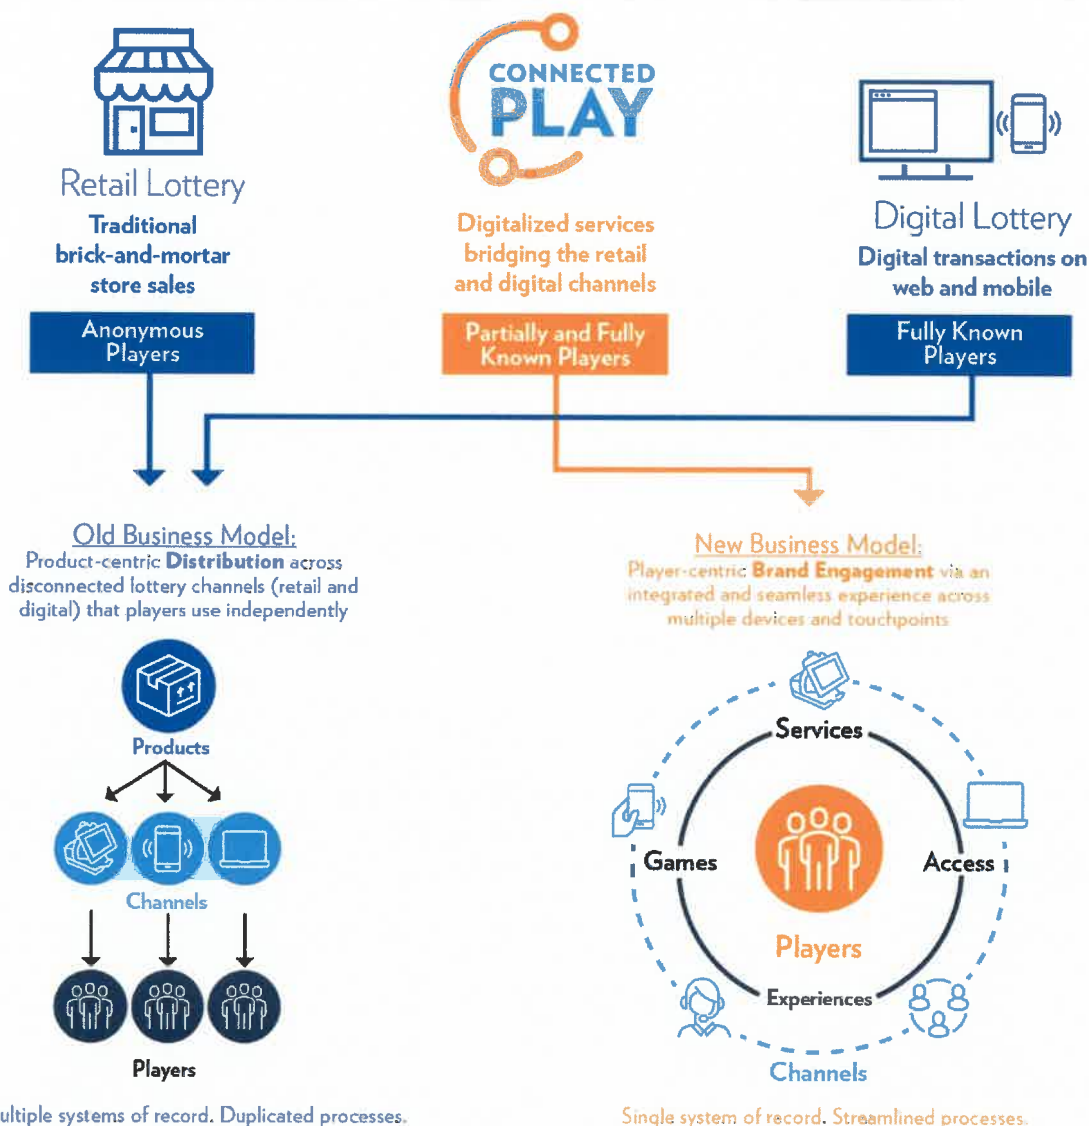 CONNECTED
PLAY
Retail Lottery
Traditional
brick-and-mortar
store sales
Anonymous
Players
Digitalized services
bridging the retail
and digital channels
Partially and Fully
Known Players
Digital Lottery
Digital transactions on
web and mobile
Fully Known
Players
Old Business Model:
Product-centric Distribution across
disconnected lottery channels (retail and
digital) that players use independently
Products
Channels
Players
ultiple systems of record. Duplicated processes.
New Business Model:
Player-centric Brand Engagement via an
integrated and seamless experience across
multiple devices and touchpoints
Services
Games
Access
Players
Experiences
Channels
Single system of record. Streamlined processes.